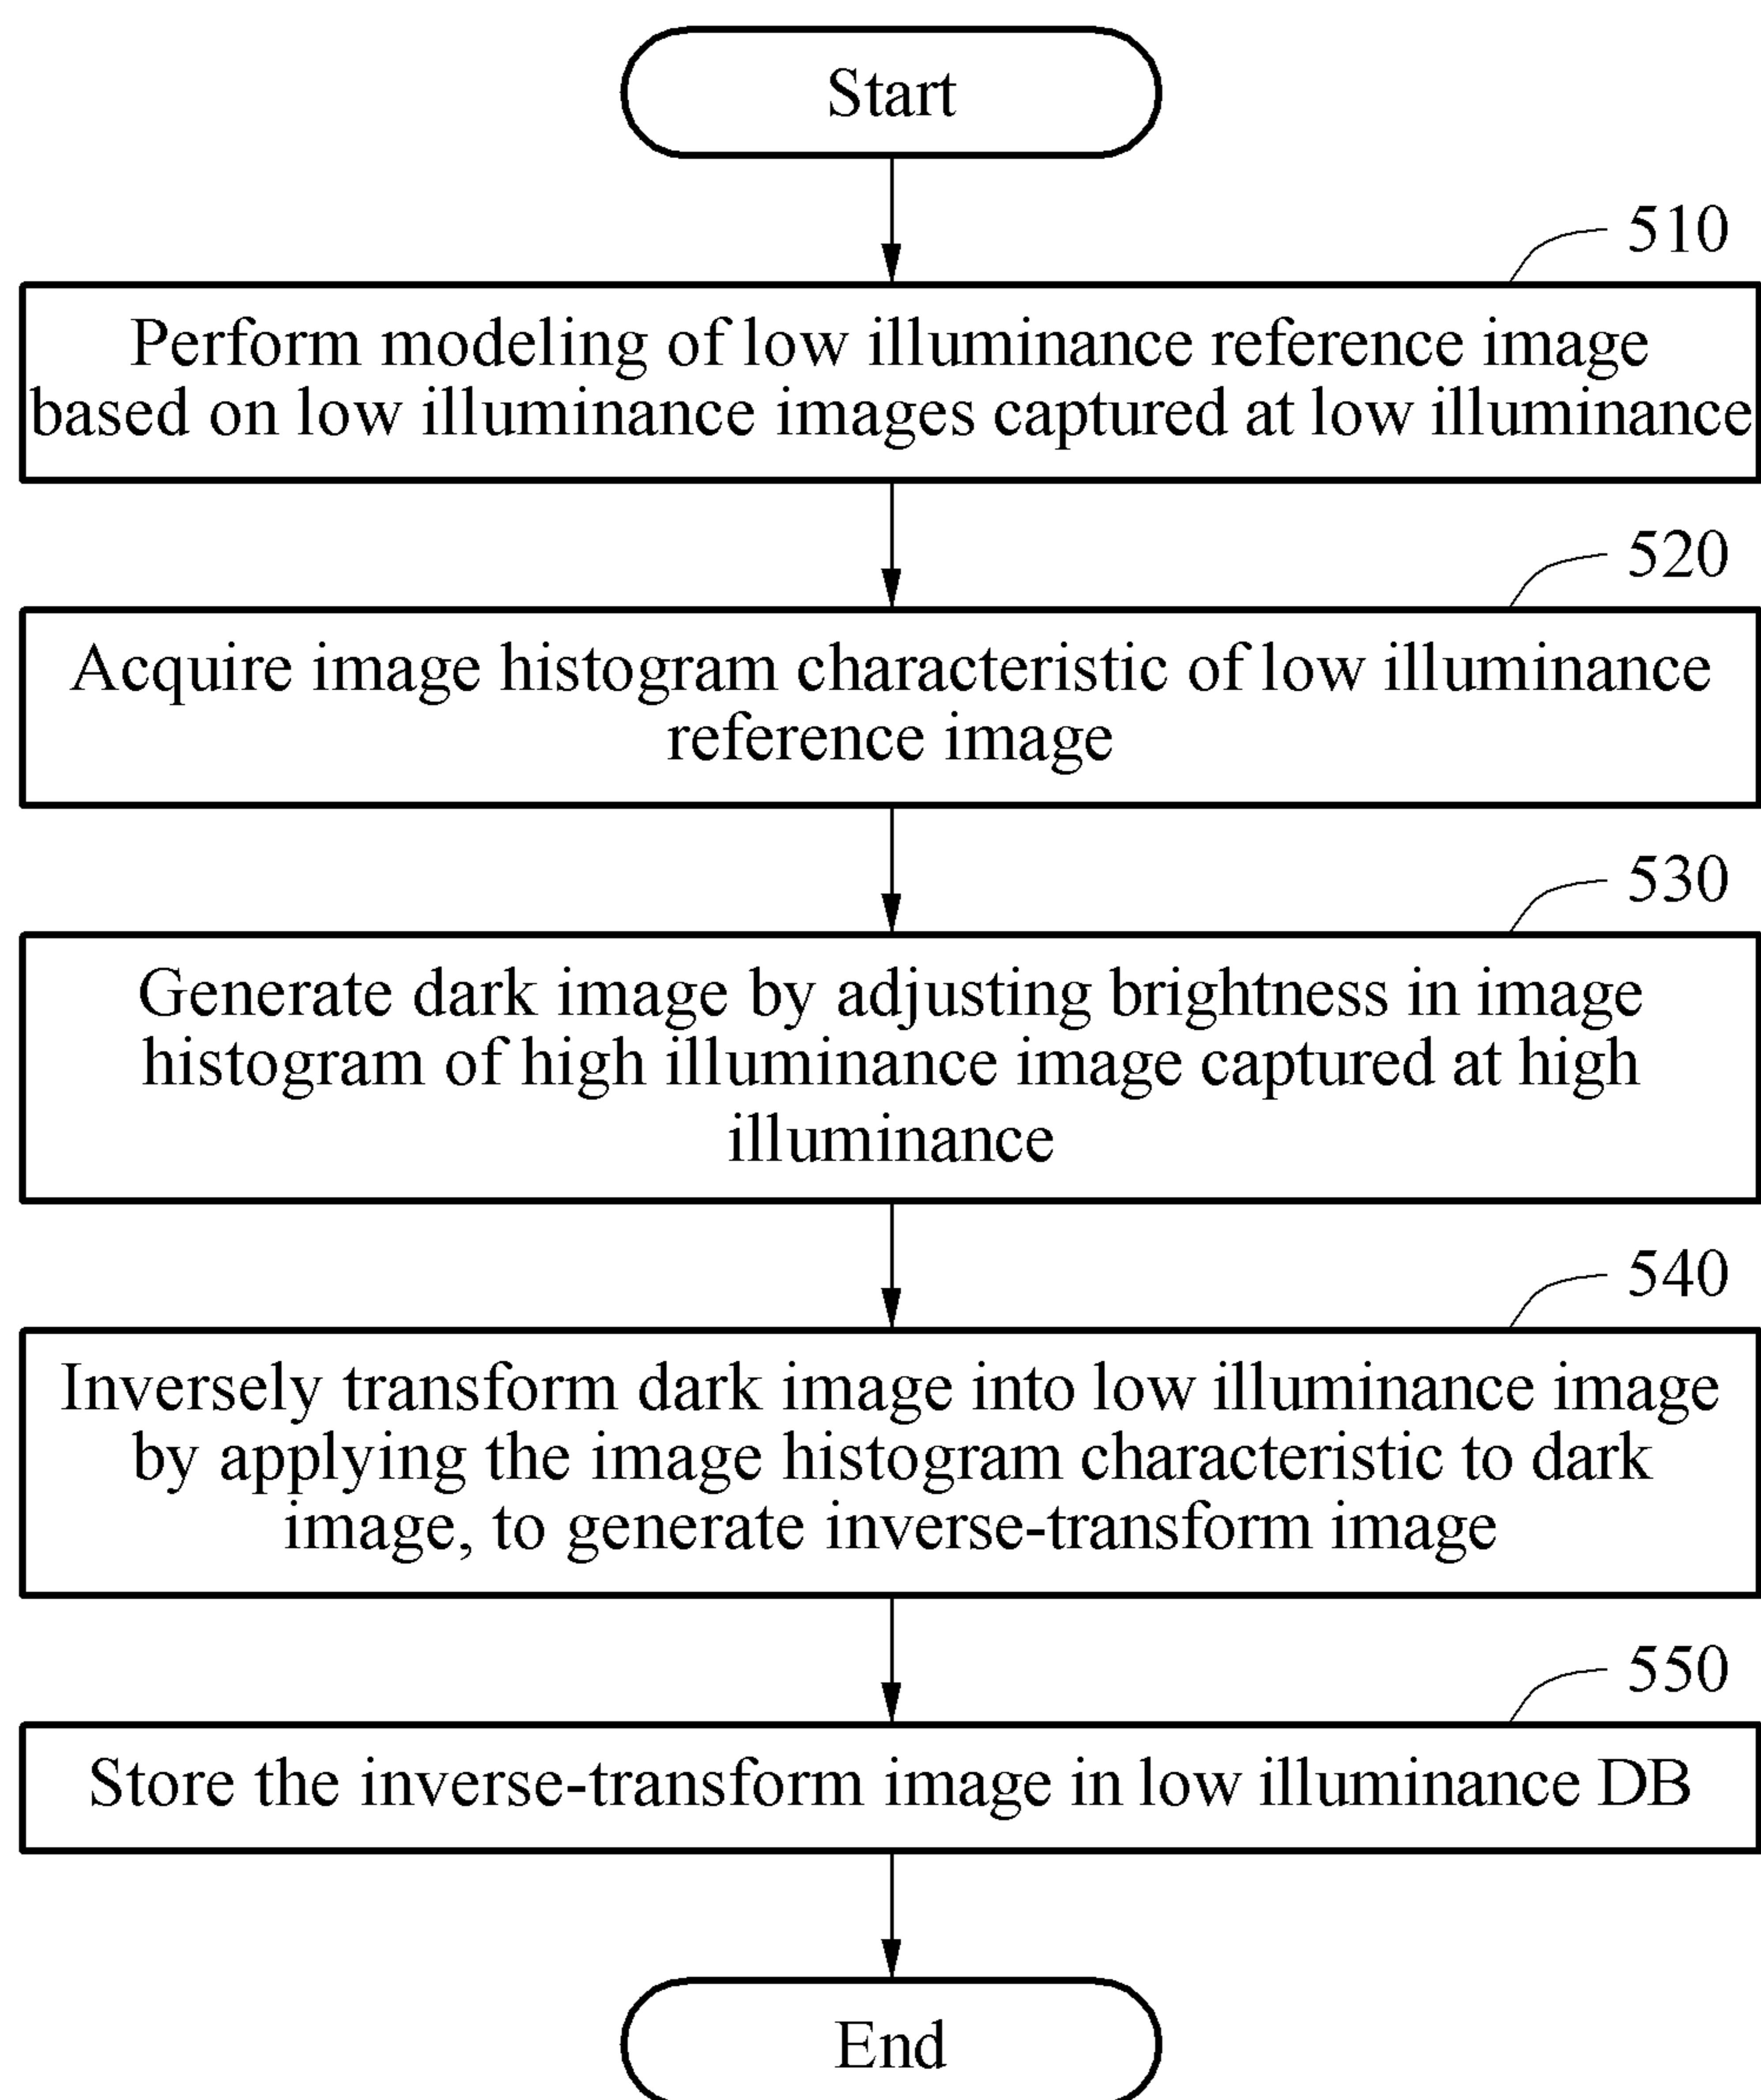 Start
510
Perform modeling of low illuminance reference image
based on low illuminance images captured at low illuminance
520
Acquire image histogram characteristic of low illuminance
reference image
530
Generate dark image by adjusting brightness in image
histogram of high illuminance image captured at high
illuminance
540
Inversely transform dark image into low illuminance image
by applying the image histogram characteristic to dark
image, to generate inverse-transform image
550
Store the inverse-transform image in low illuminance DB
End